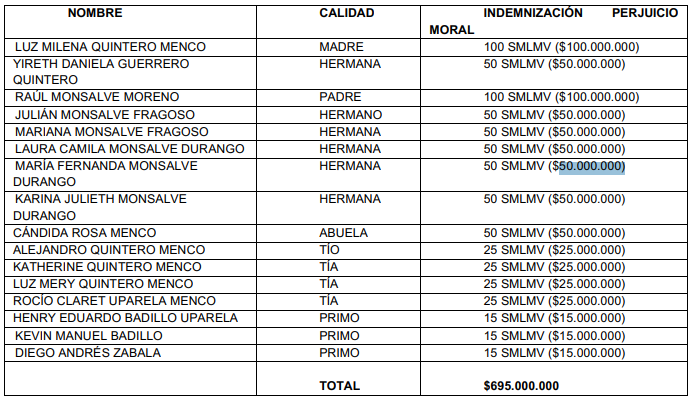 NOMBRE CALIDAD INDEMNIZACIÓN PERJUICIO
MORAL
LUZ MILENA QUINTERO MENCO MADRE 100 SMLMV ($100.000.000)
YIRETH DANIELA GUERRERO HERMANA 50 SMLMV ($50.000.000)
QUINTERO
RAÚL MONSALVE MORENO PADRE 100 SMLMV ($100.000.000)
JULIÁN MONSALVE FRAGOSO HERMANO 50 SMLMV ($50.000.000)
MARIANA MONSALVE FRAGOSO HERMANA 50 SMLMV ($50.000.000)
LAURA CAMILA MONSALVE DURANGO HERMANA 50 SMLMV ($50.000.000)
MARÍA FERNANDA MONSALVE HERMANA 50 SMLMV ($50.000.000)
DURANGO
KARINA JULIETH MONSALVE HERMANA 50 SMLMV ($50.000.000)
DURANGO
CÁNDIDA ROSA MENCO ABUELA 50 SMLMV ($50.000.000)
ALEJANDRO QUINTERO MENCO TÍO 25 SMLMV ($25.000.000)
KATHERINE QUINTERO MENCO TÍA 25 SMLMV ($25.000.000)
LUZ MERY QUINTERO MENCO TÍA 25 SMLMV ($25.000.000)
ROCÍO CLARET UPARELA MENCO TÍA 25 SMLMV ($25.000.000)
HENRY EDUARDO BADILLO UPARELA PRIMO 15 SMLMV ($15.000.000)
KEVIN MANUEL BADILLO PRIMO 15 SMLMV ($15.000.000)
DIEGO ANDRÉS ZABALA PRIMO 15 SMLMV ($15.000.000)
TOTAL $695.000.000